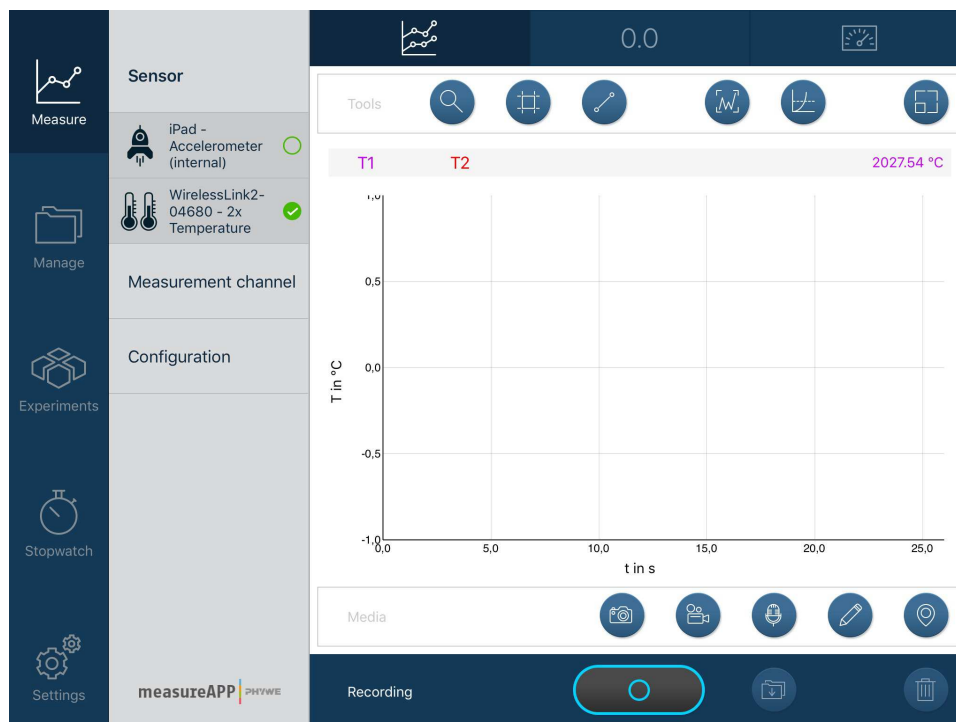 0.0
Measure
Sensor
Tools
iPad -
Accelerometer
(internal)
T1 T2 2027.54 °C
WirelessLink2-
04680 - 2x
Temperature
1,0
Manage
Measurement channel
0,5
Configuration
0,0
T in °C
Experiments
-0,5
Stopwatch
-1,0
0,0 5,0 10,0 15,0 20,0 25,0
t in s
Media
Settings
measureAPP PHYWE
Recording